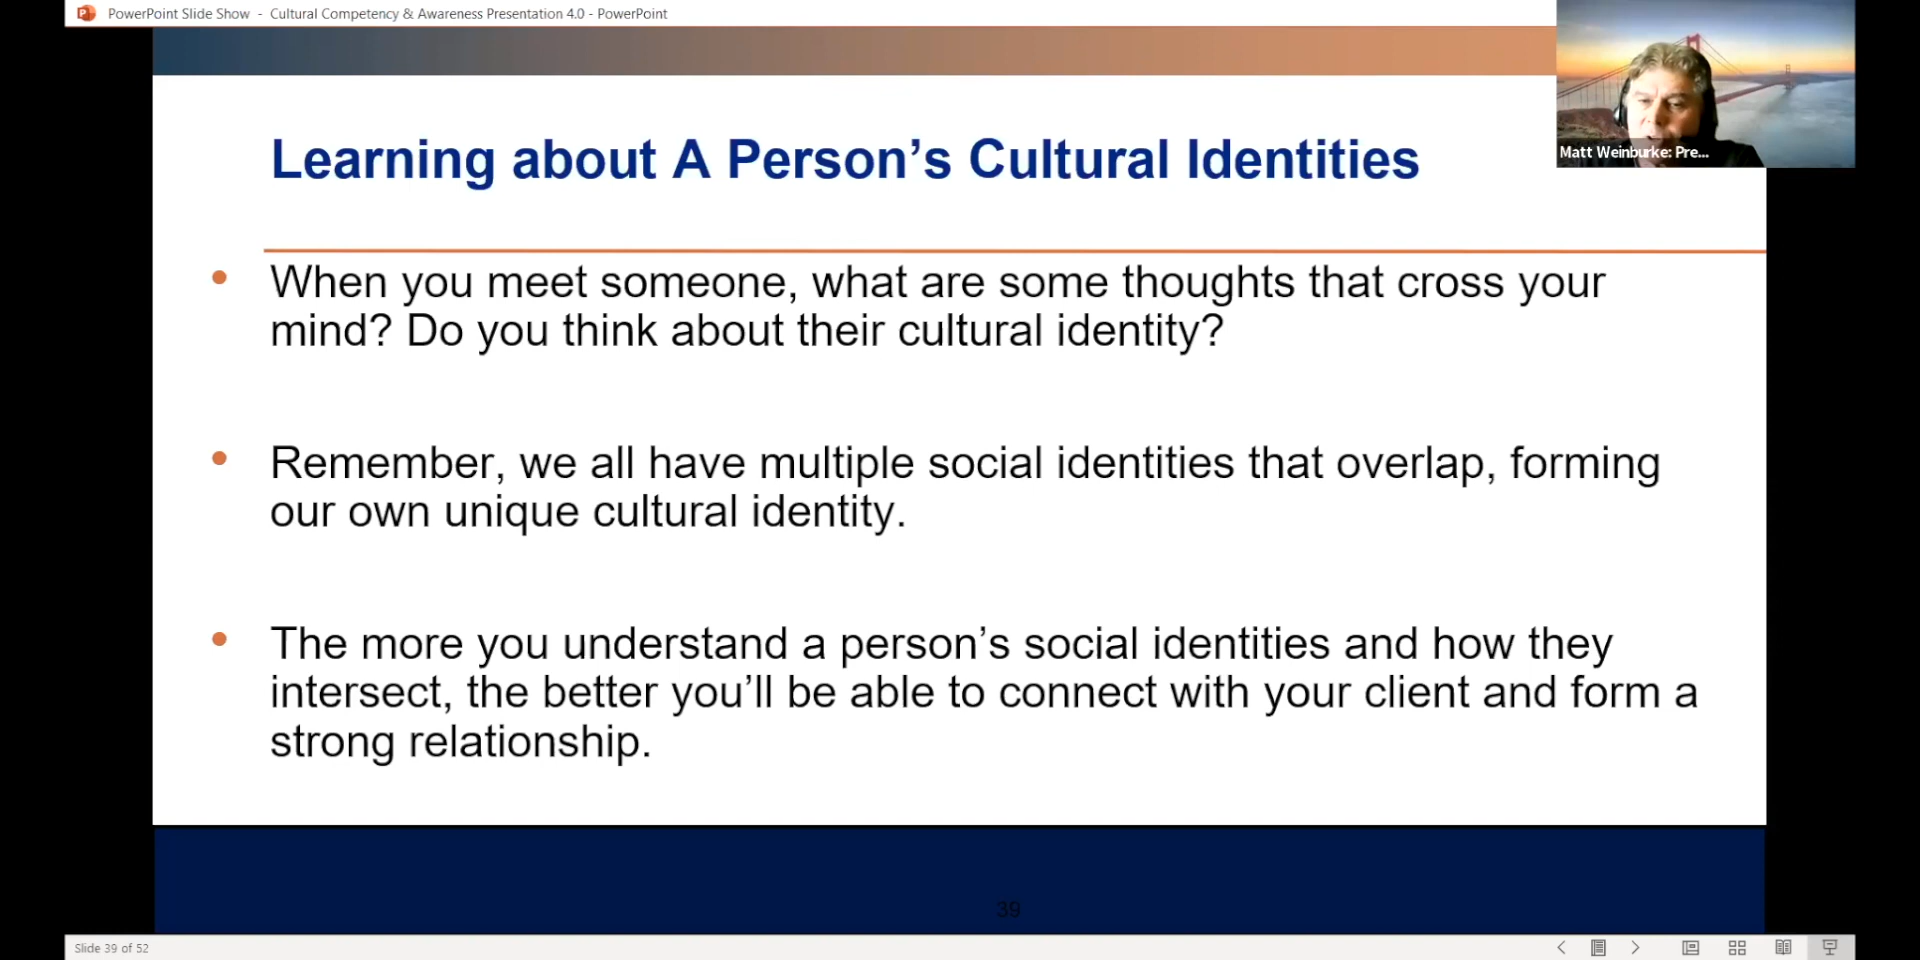 PowerPoint Slide Show - Cultural Competency & Awareness Presentation 4.0 - PowerPoint
Matt Weinburke: Pre...
Learning about A Person’s Cultural Identities
• When you meet someone, what are some thoughts that cross your
mind? Do you think about their cultural identity?
• Remember, we all have multiple social identities that overlap, forming
our own unique cultural identity.
• The more you understand a person’s social identities and how they
intersect, the better you’ll be able to connect with your client and form a
strong relationship.
39
Slide 39 of 52